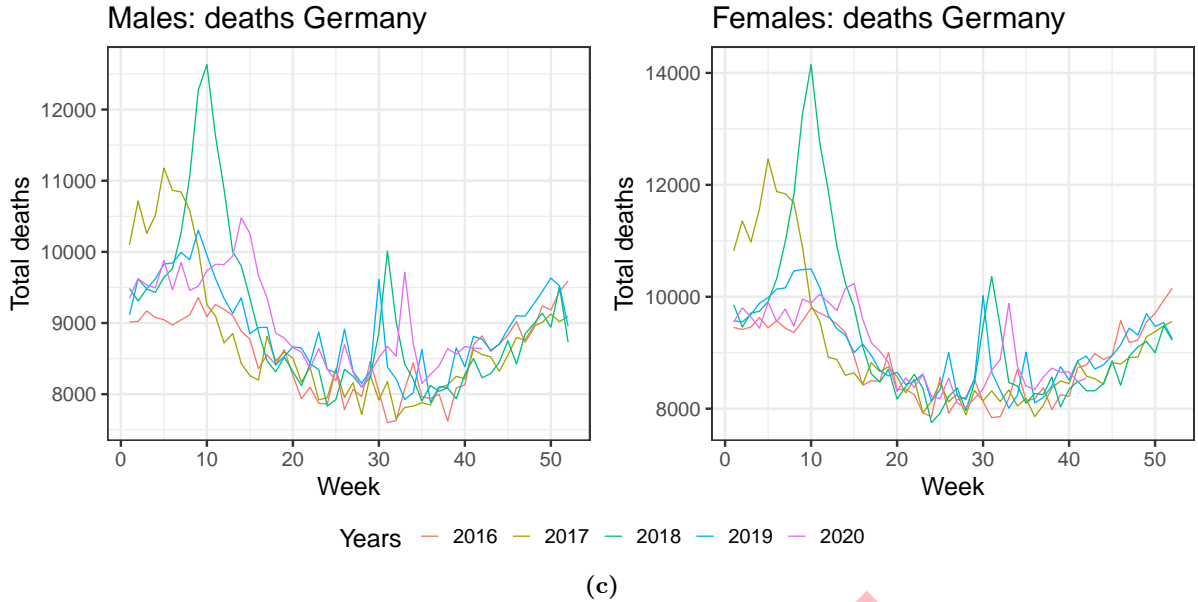 Males: deaths Germany
Females: deaths Germany
Total deaths
12000
11000
10000
9000
8000
0 10 20 30 40 50
Week
Total deaths
14000
12000
10000
8000
0 10 20 30 40 50
Week
Years 2016 2017 2018 2019 2020
(c)